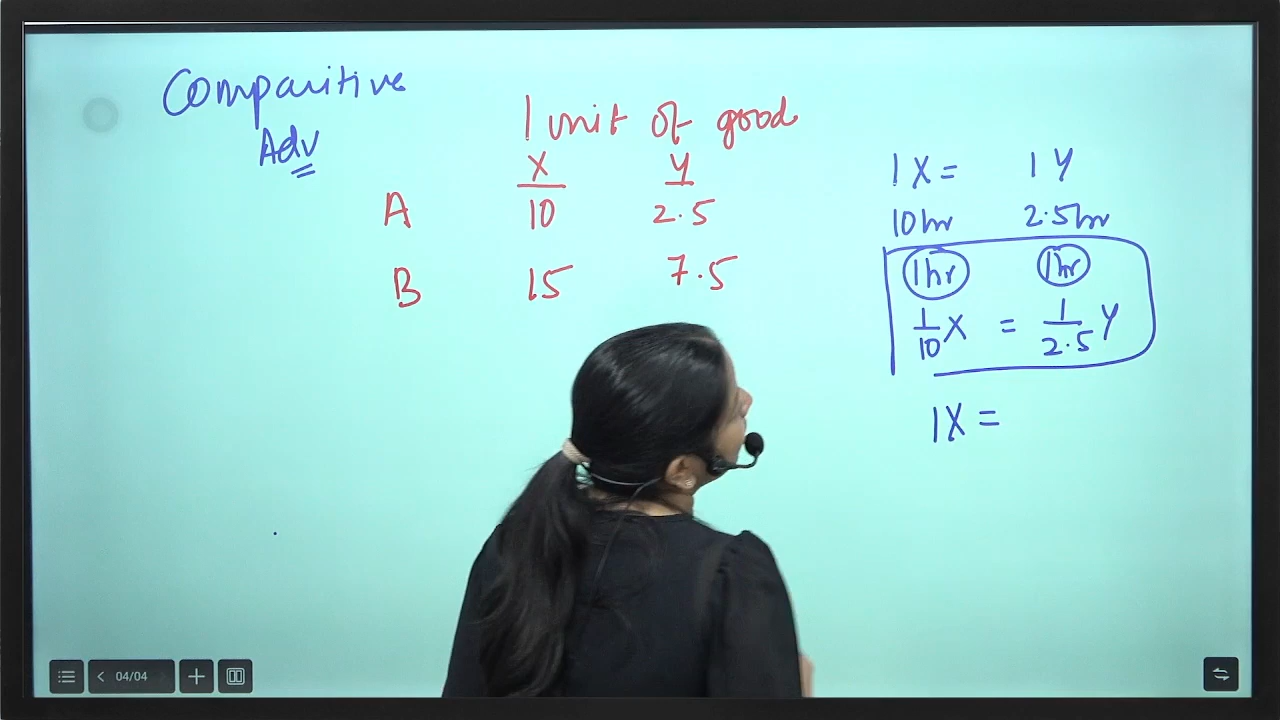 Comparitive
Adv
1 unit of good
X Y
A 10 2.5
B 15 7.5
1X = 1Y
10hr 2.5hr
1hr 1hr
1/10 X = 1/2.5 Y
1X =
04/04